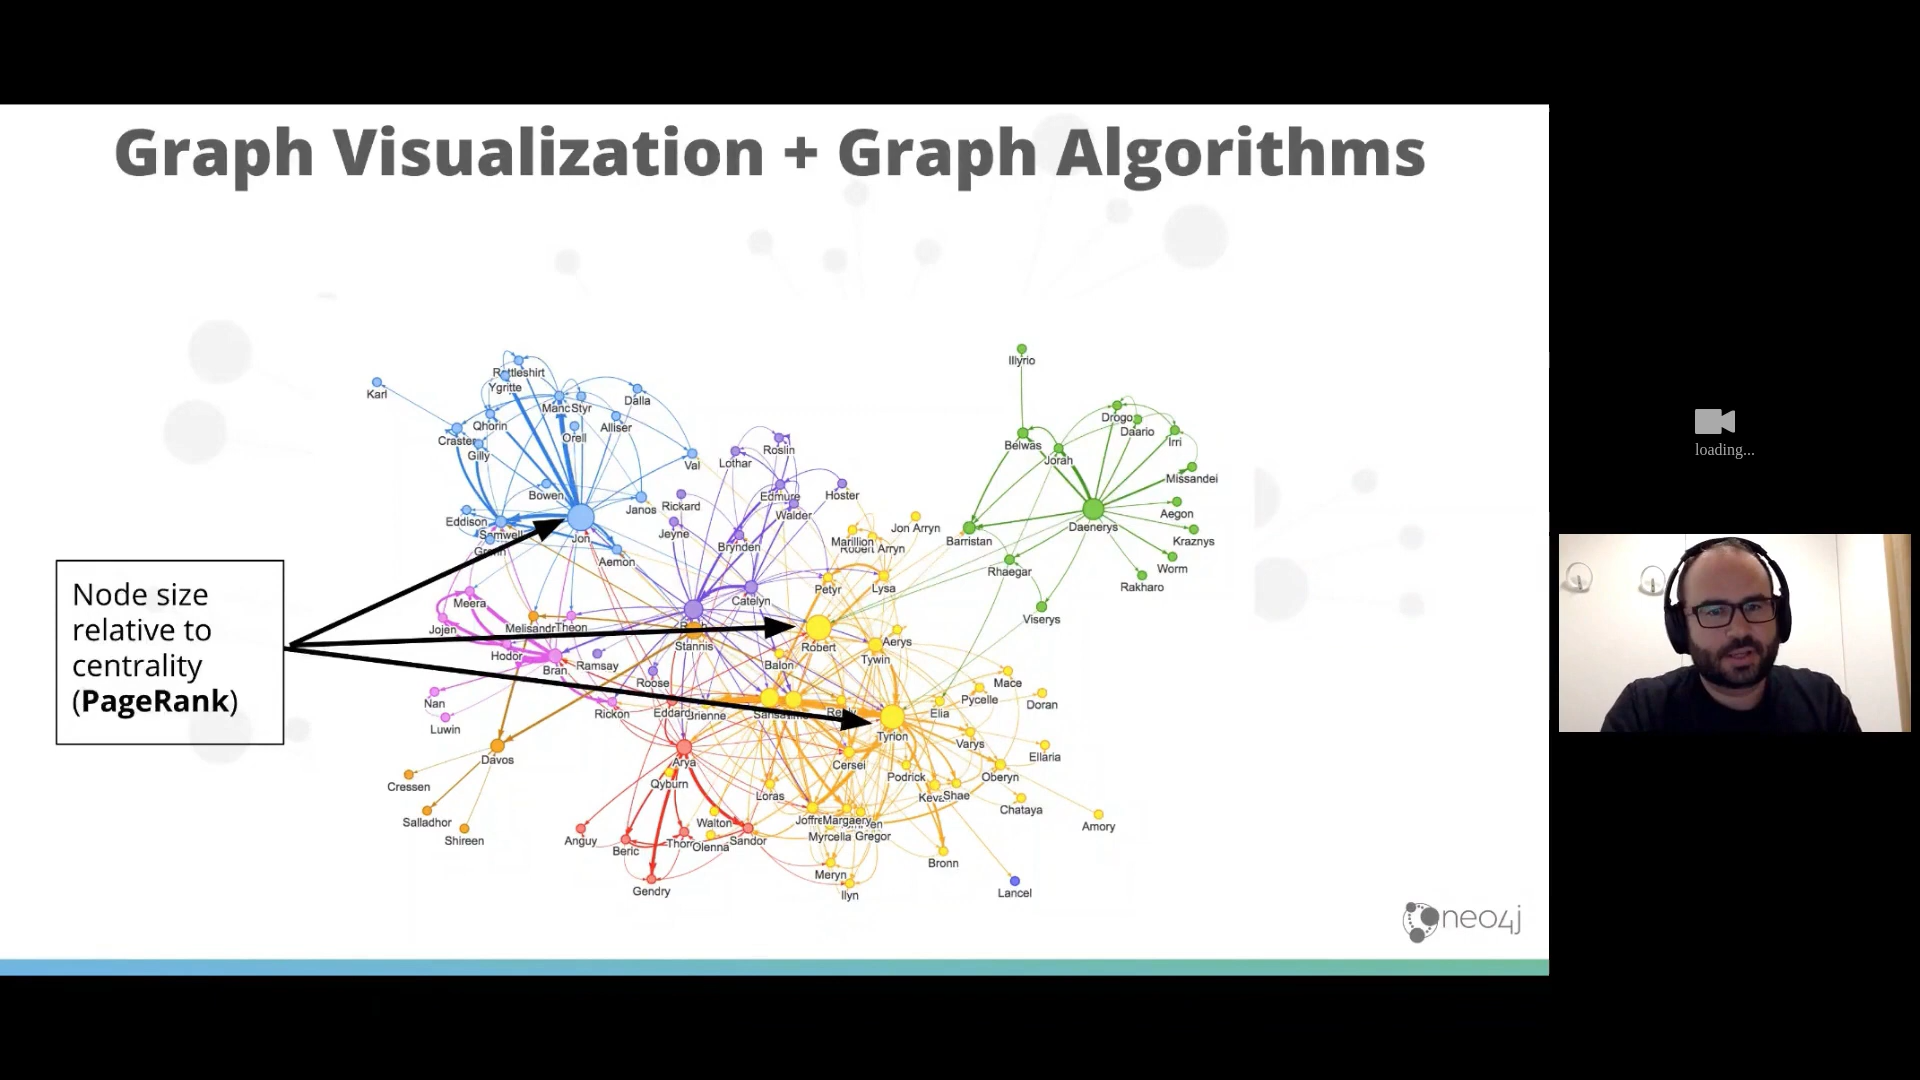 Graph Visualization + Graph Algorithms
Illyrio
Rattleshirt
Ygritte
Karl
Dalla
ManceStyr
Drogo
Daario
Qhorin
Alliser
Orell
Craster
Gilly
Belwas
Irri
Jorah
Roslin
Lothar
Val
Missandei
Bowen
Janos
Rickard
Edmure
Hoster
Walder
Aegon
Eddison
Samwell
Jon
Jeyne
Jon Arryn
Daenerys
Barristan
Kraznys
Marillion
Robert Arryn
Brynden
Aemon
Rhaegar
Worm
Rakharo
Petyr
Lysa
Catelyn
Meera
Jojen
Viserys
Node size
relative to
centrality
(PageRank)
Theon
Stannis
Robert
Aerys
Tywin
Hodor
Bran
Ramsay
Balon
Roose
Mace
Pycelle
Doran
Nan
Rickon
Eddard
Elia
Luwin
Tyrion
Varys
Davos
Arya
Cersei
Ellaria
Podrick
Oberyn
Cressen
Qyburn
Loras
Shae
Chataya
Salladhor
Walton
Margaery
Amory
Shireen
Anguy
Beric
Olenna
Sandor
Myrcella
Gregor
Bronn
Meryn
Gendry
Ilyn
Lancel
neo4j
loading...